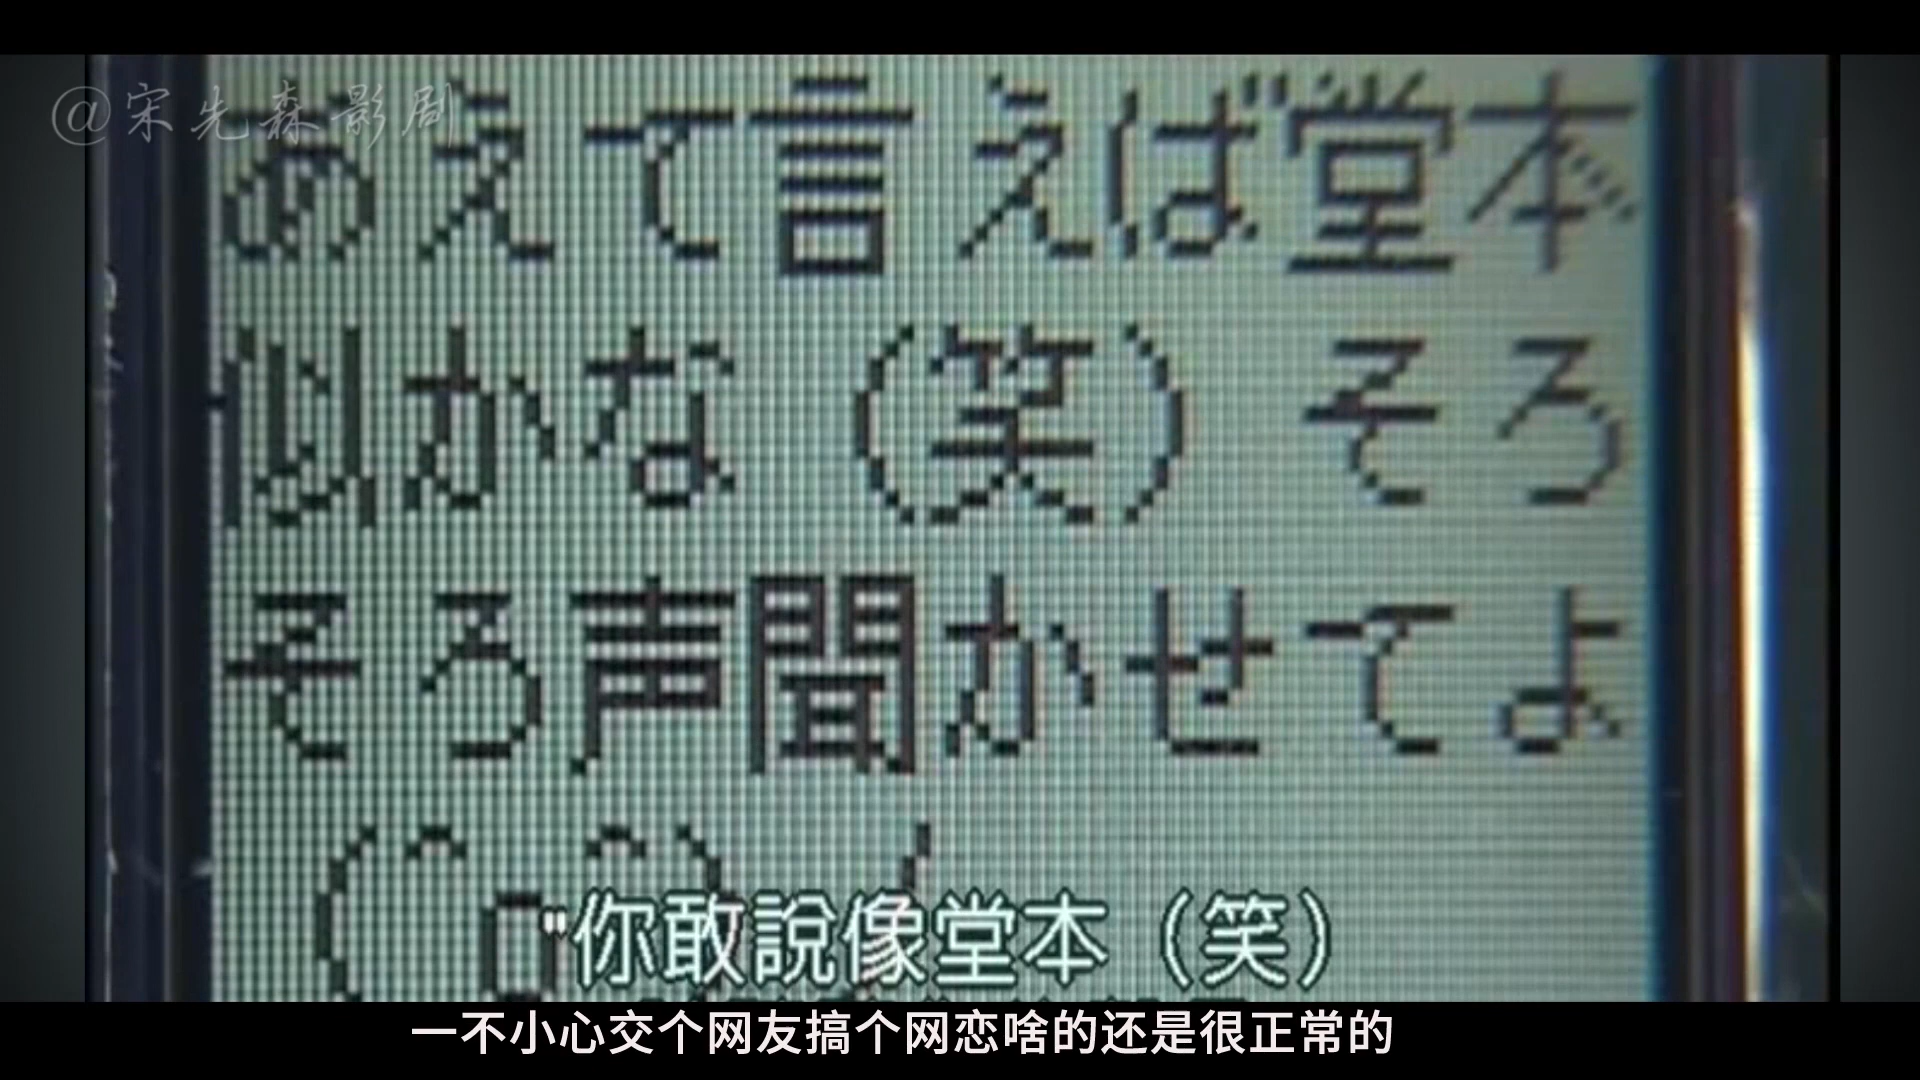 @宋先森影剧
あえて言えば堂本
似かな（笑）そろ
そろ声聞かせてよ
"你敢說像堂本（笑）
一不小心交个网友搞个网恋啥的还是很正常的